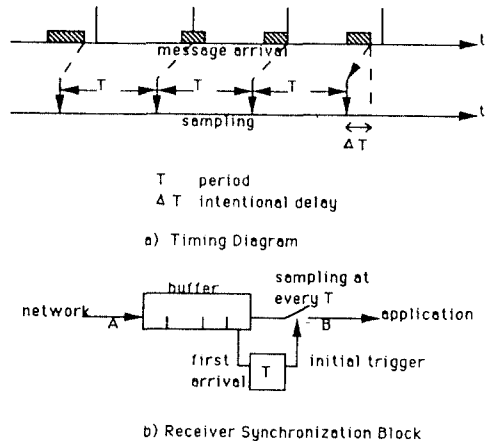 t
message arrival
T T T
t
sampling
Δ T
T period
Δ T intentional delay
a) Timing Diagram
buffer
sampling at
every T
network
A
B
application
first
arrival
T
initial trigger
b) Receiver Synchronization Block